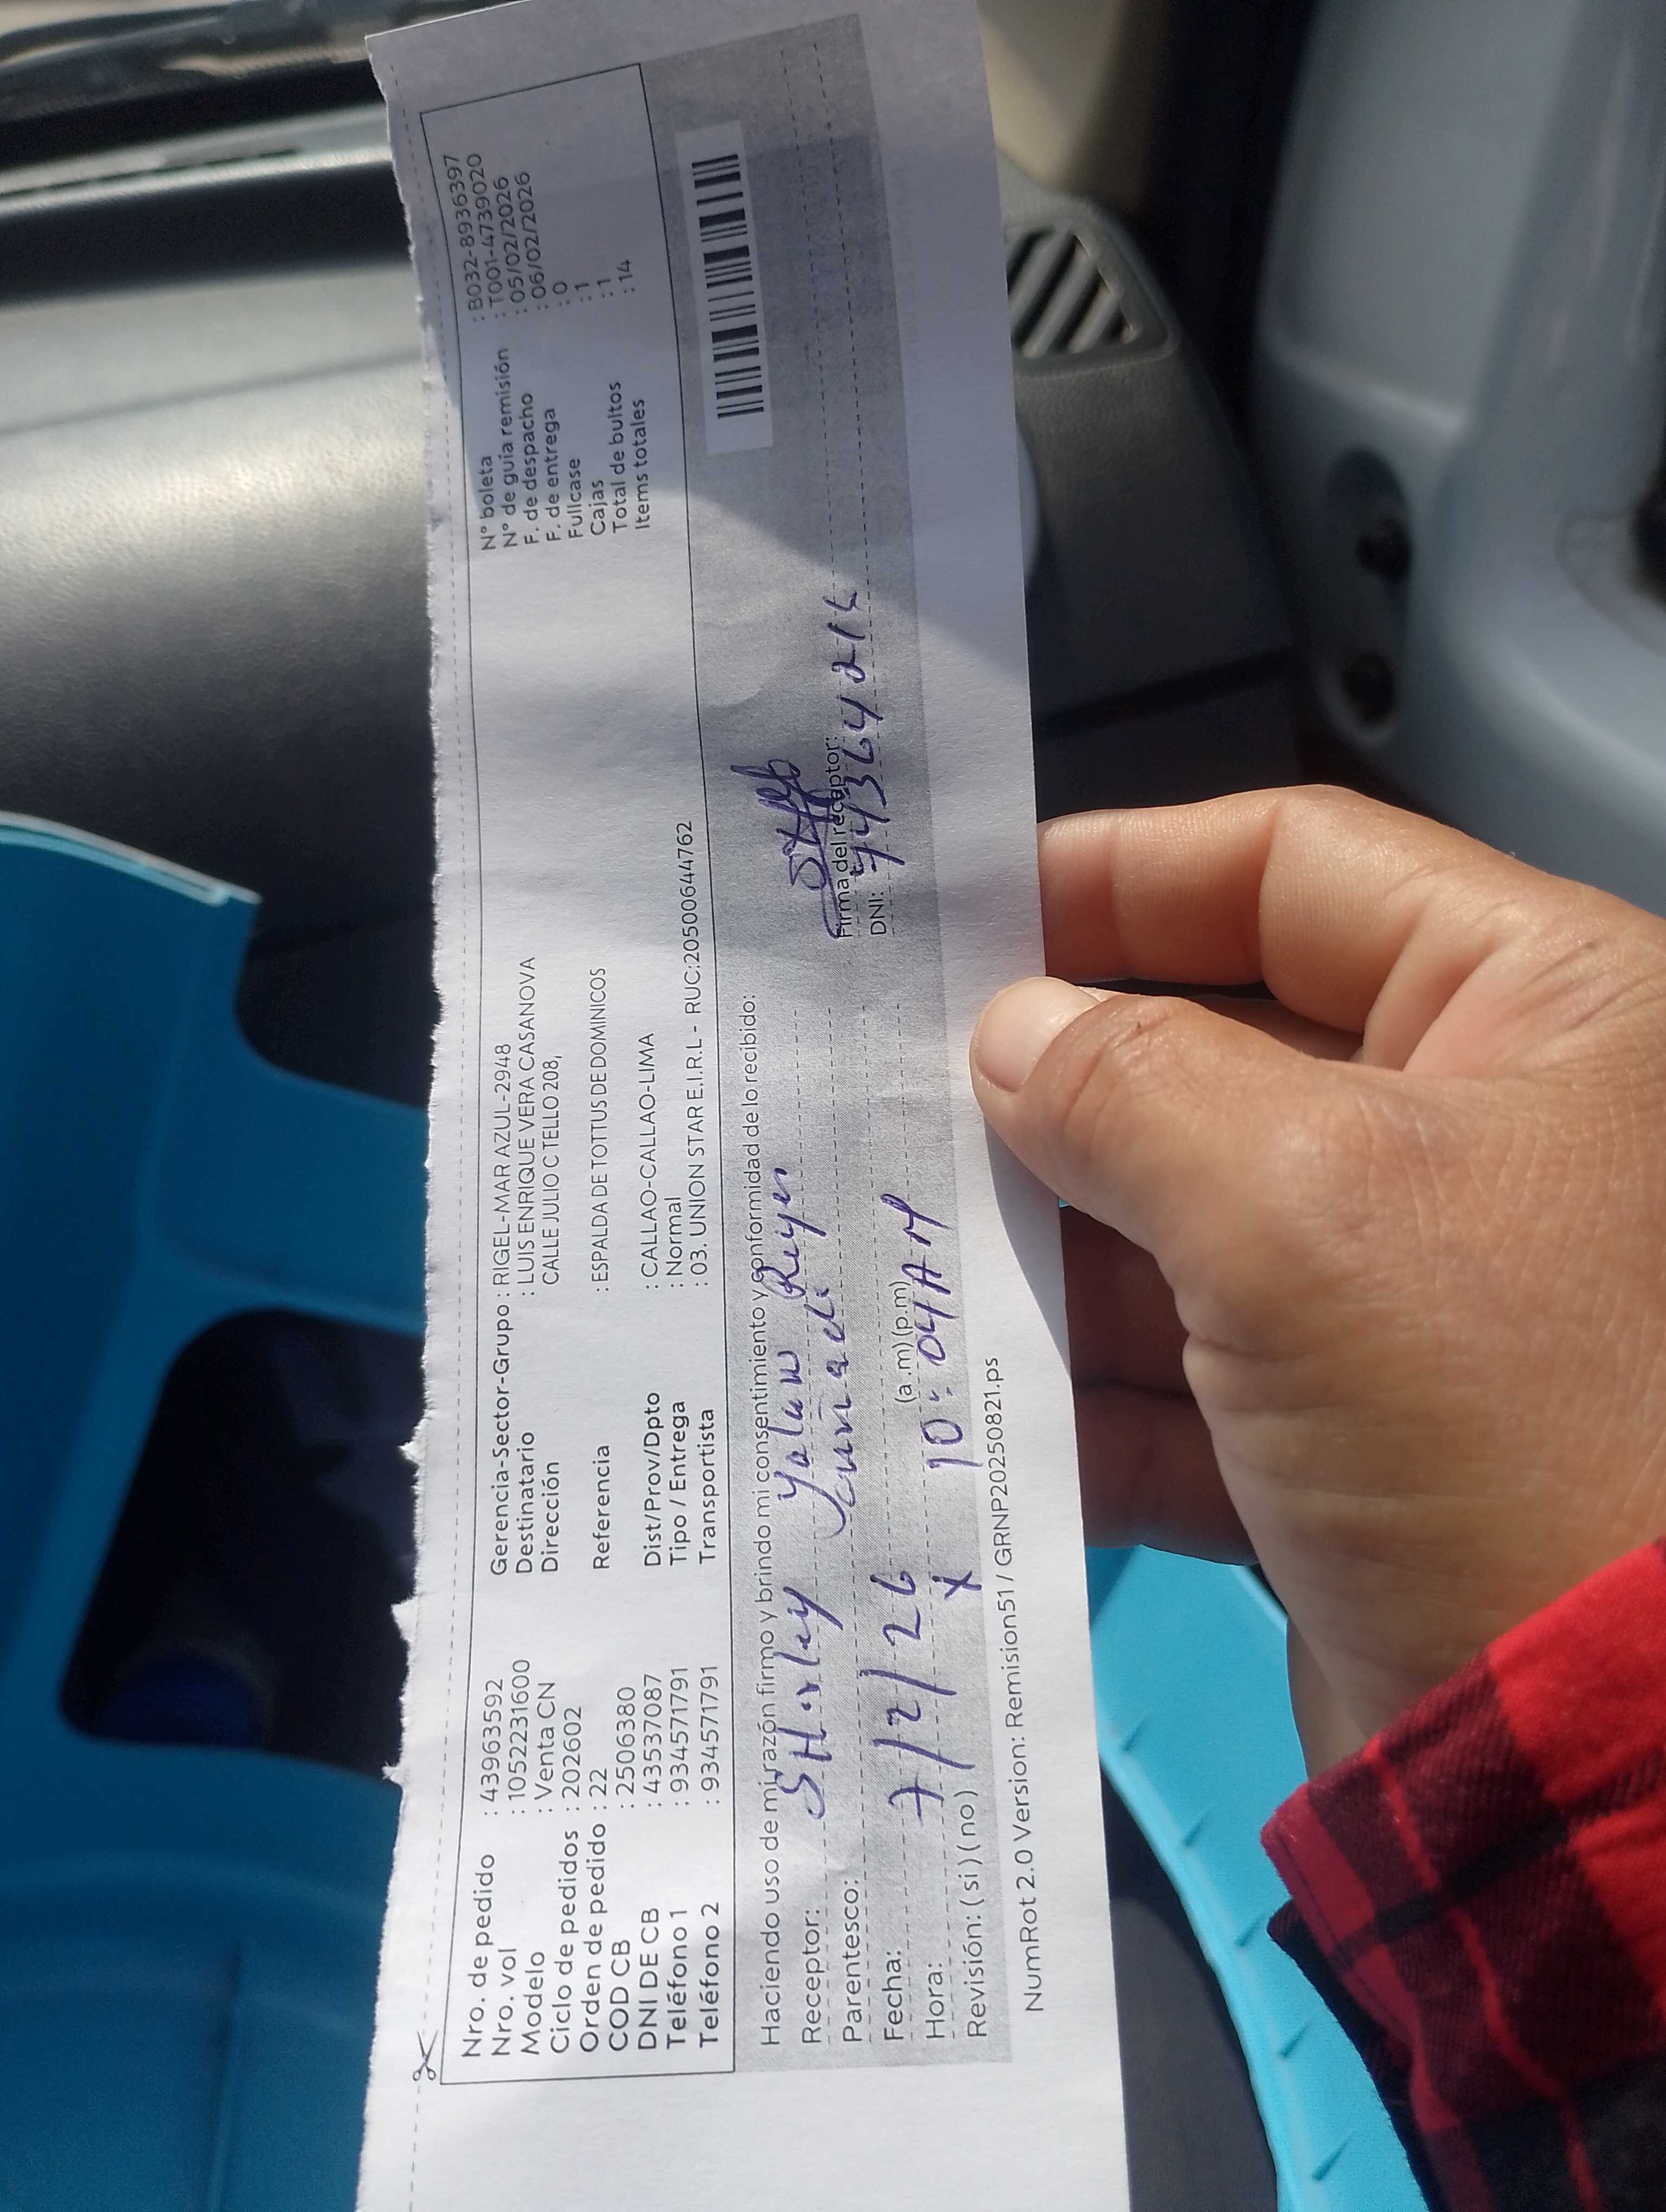 Nro. de pedido : 43963592
Nro. vol : 1052231600
Modelo : Venta CN
Ciclo de pedidos : 202602
Orden de pedido : 22
COD CB : 2506380
DNI DE CB : 43537087
Teléfono 1 : 934571791
Teléfono 2 : 934571791
Gerencia-Sector-Grupo : RIGEL-MAR AZUL-2948
Destinatario : LUIS ENRIQUE VERA CASANOVA
Dirección CALLE JULIO C TELLO 208,
Referencia : ESPALDA DE TOTTUS DE DOMINICOS
Dist/Prov/Dpto : CALLAO-CALLAO-LIMA
Tipo / Entrega : Normal
Transportista : 03. UNION STAR E.I.R.L - RUC:20500644762
N° boleta : B032-8936397
N° de guía remisión : T001-4739020
F. de despacho : 05/02/2026
F. de entrega : 06/02/2026
Fullcase : 0
Cajas : 1
Total de bultos : 1
Items totales : 14
Haciendo uso de mi razón firmo y brindo mi consentimiento y conformidad de lo recibido:
Receptor: SHirley Reyes
Parentesco:
Fecha: 7/2/26
Hora: (a.m) (p.m) 10:04 AM
Revisión: ( si ) ( no ) X
Firma del receptor:
DNI:
NumRot 2.0 Version: Remision51 / GRNP20250821.ps